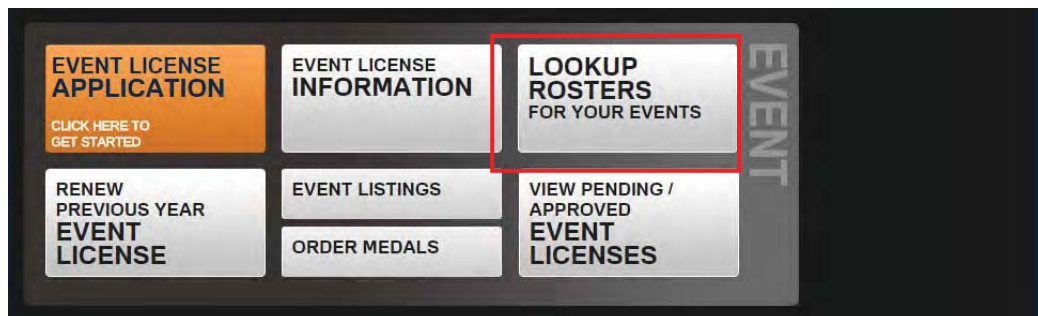 EVENT LICENSE
APPLICATION
CLICK HERE TO
GET STARTED
EVENT LICENSE
INFORMATION
LOOKUP
ROSTERS
FOR YOUR EVENTS
RENEW
PREVIOUS YEAR
EVENT
LICENSE
EVENT LISTINGS
ORDER MEDALS
VIEW PENDING /
APPROVED
EVENT
LICENSES
EVENT